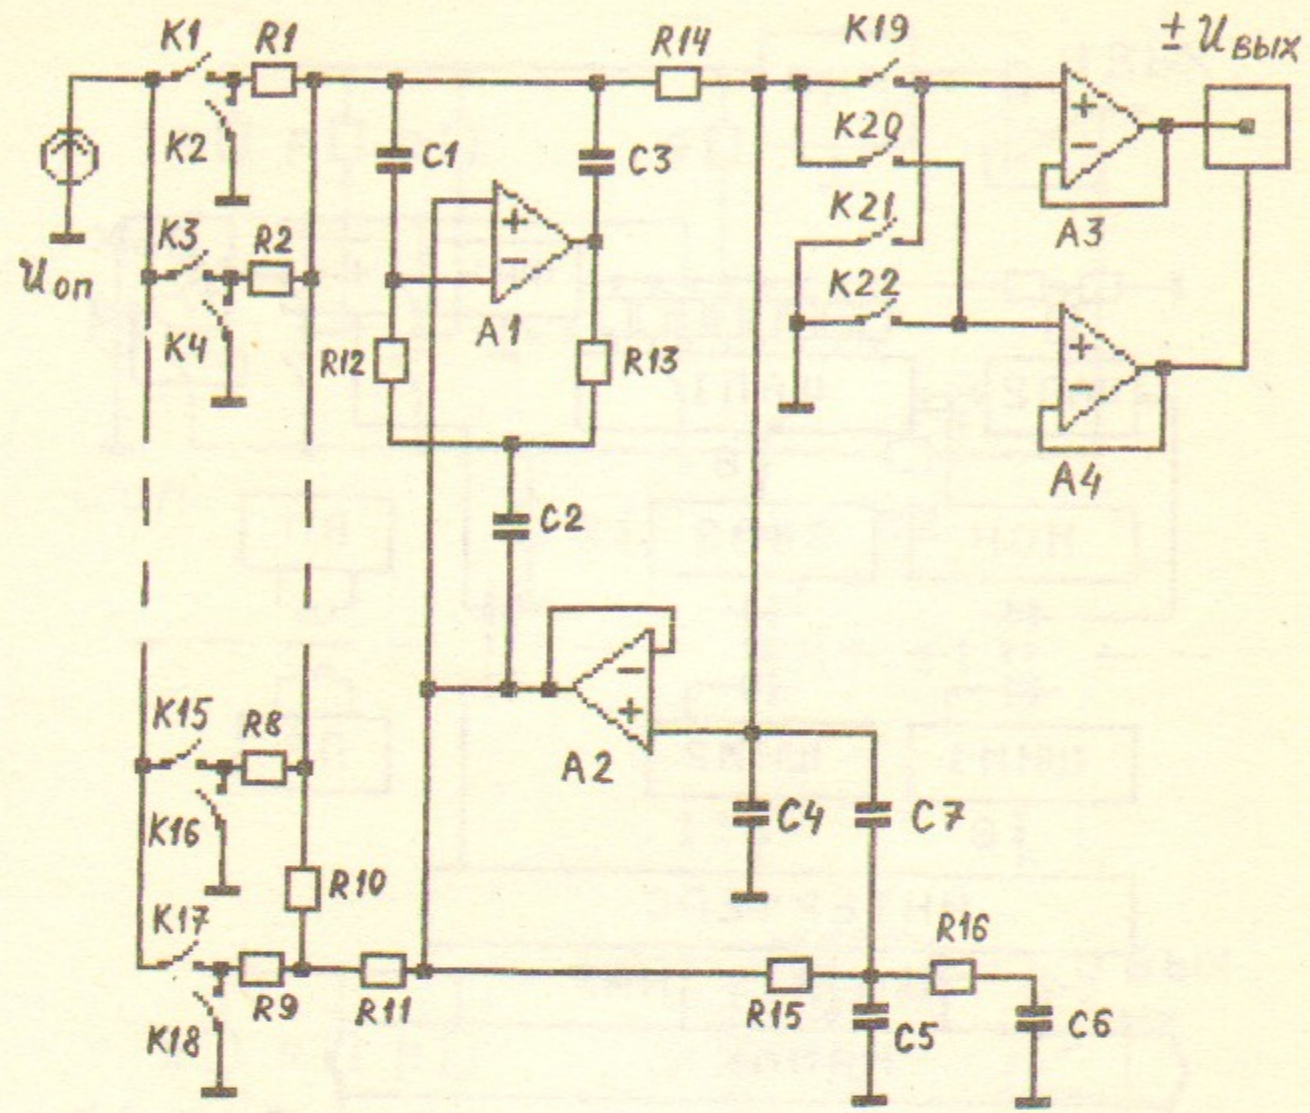 K1 R1 R14 K19 ± Uвых
K2 C1 C3 K20
+ −
A3
K3 R2 K21
+ −
Uоп K4 A1 K22
R12 R13
+ −
A4
C2
−
+
K15 R8 A2
K16 C4 C7
R10
K17 R16
R9 R11 R15 C5 C6
K18